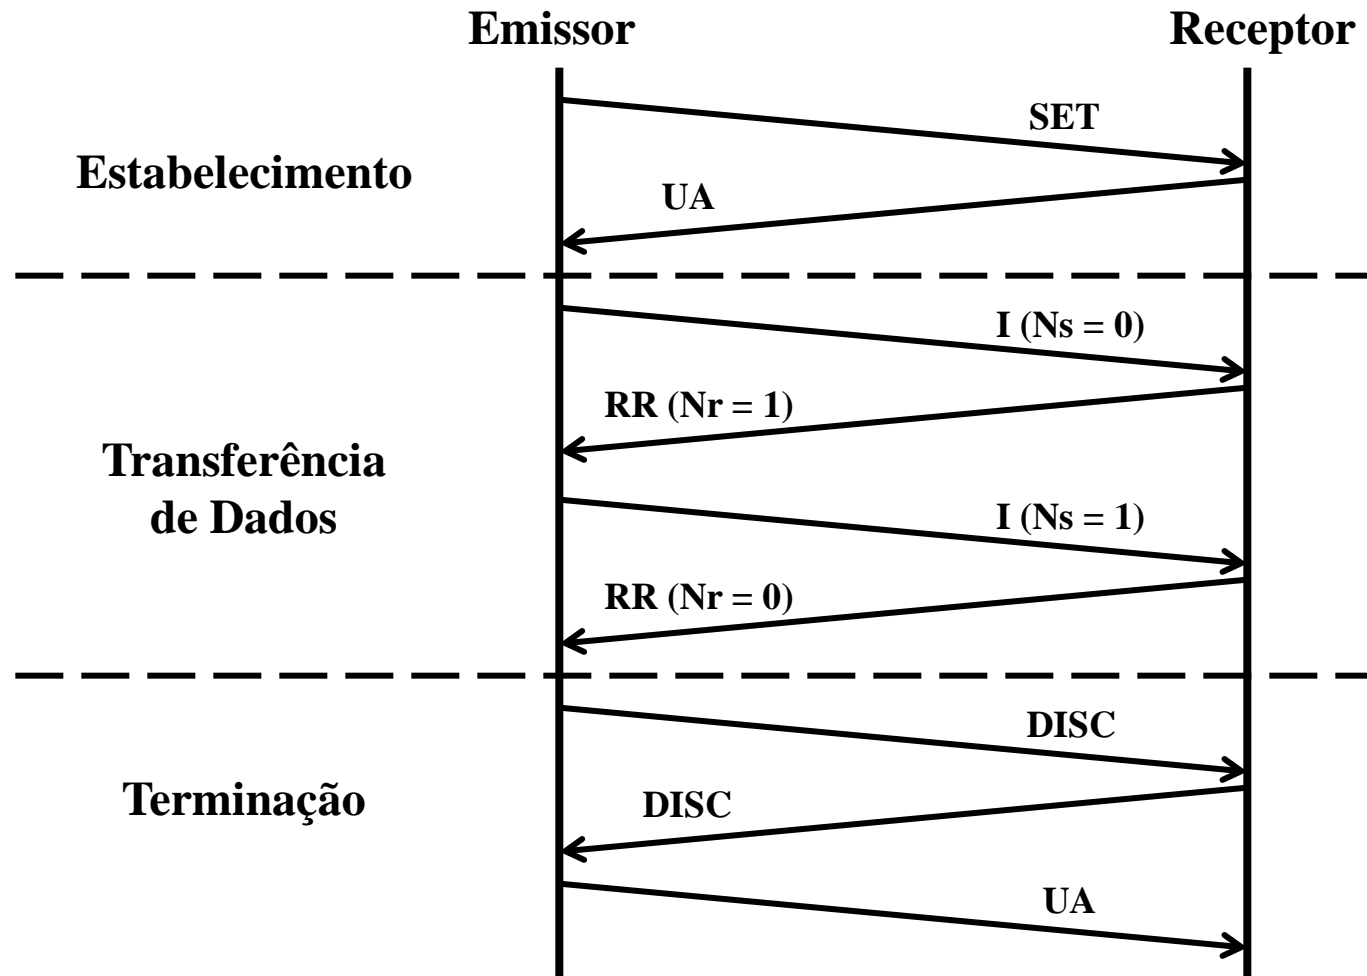 Emissor
Receptor
SET
Estabelecimento
UA
I (Ns = 0)
RR (Nr = 1)
Transferência
de Dados
I (Ns = 1)
RR (Nr = 0)
DISC
Terminação
DISC
UA